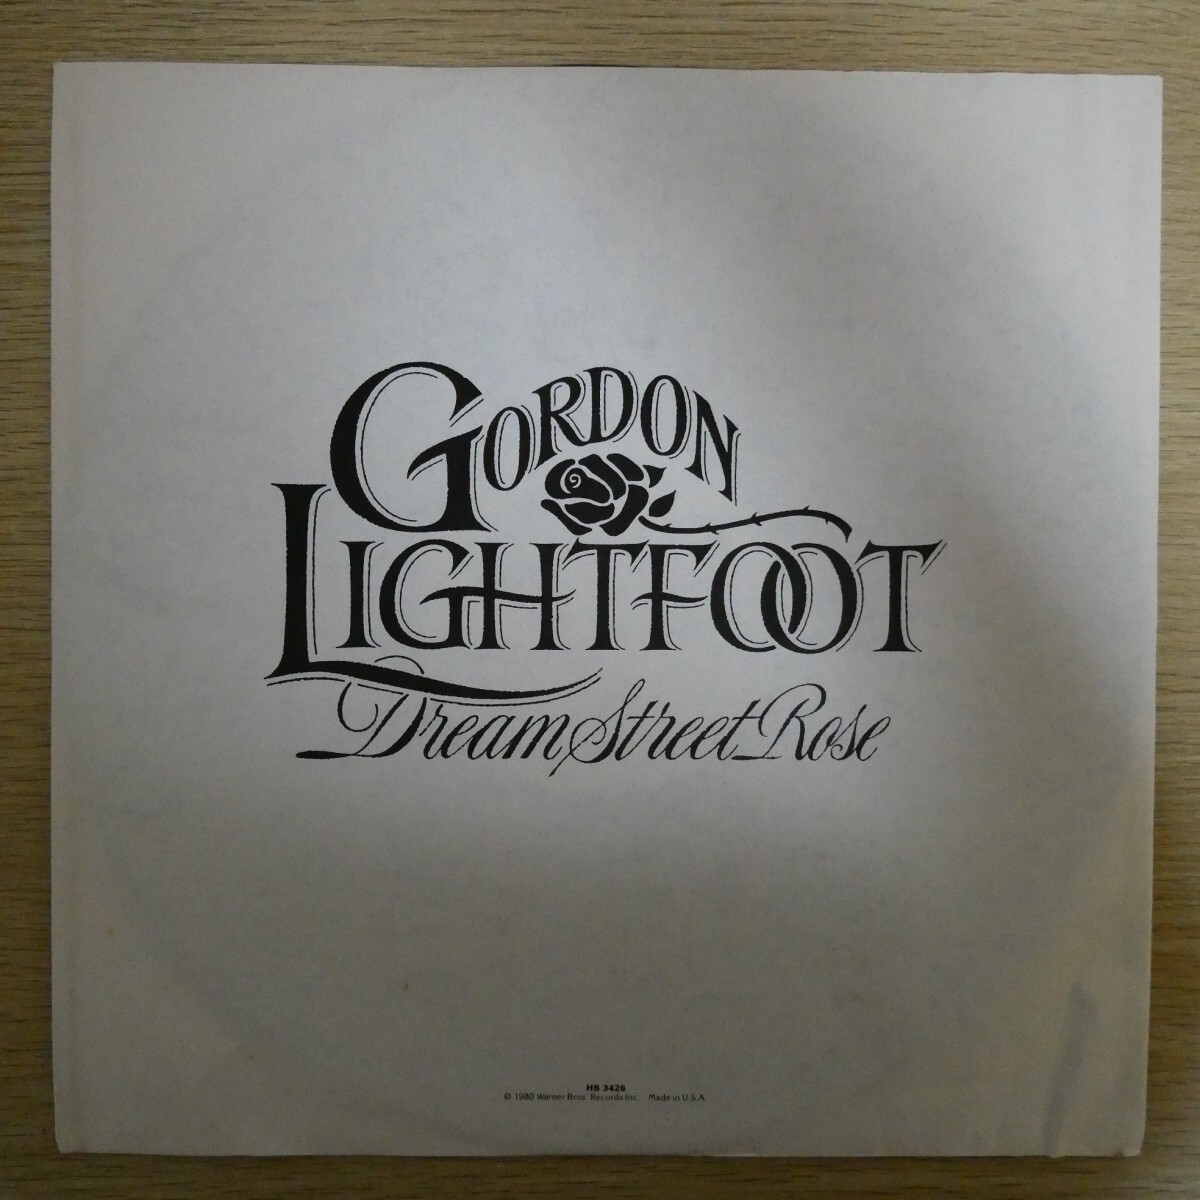 GORDON
LIGHTFOOT
Dream Street Rose
HS 3426
© 1980 Warner Bros. Records Inc. Made in U.S.A.